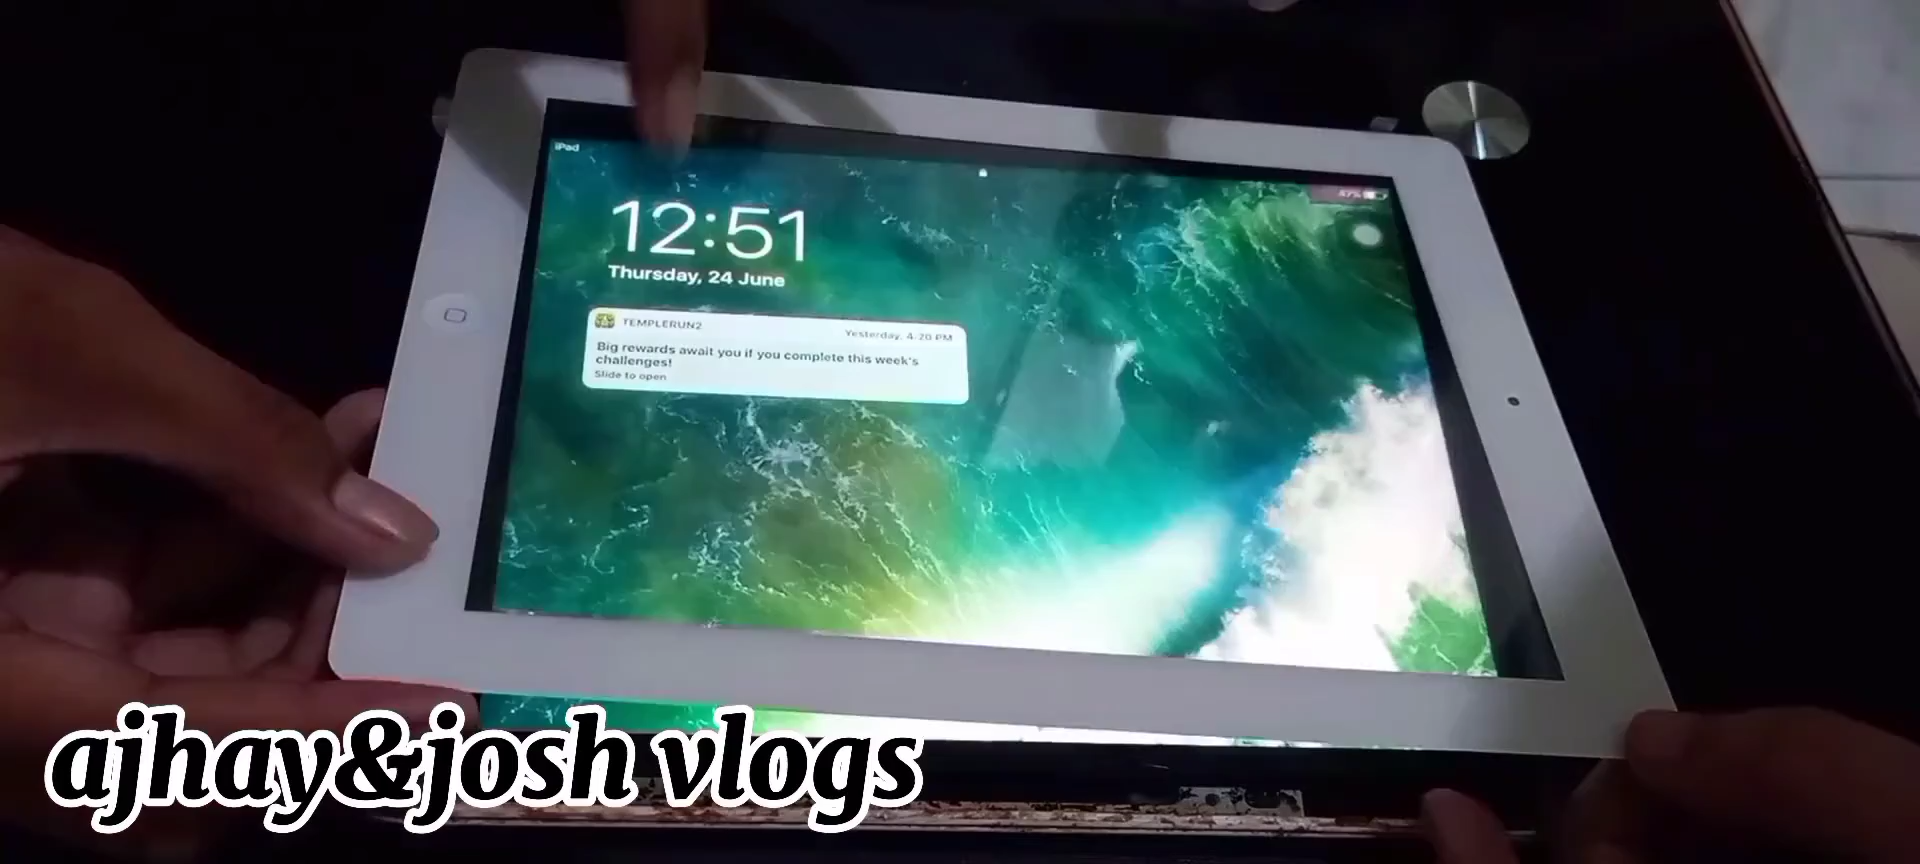 iPad
47%
12:51
Thursday, 24 June
TEMPLERUN2
Yesterday, 4:20 PM
Big rewards await you if you complete this week's
challenges!
Slide to open
ajhay&josh vlogs